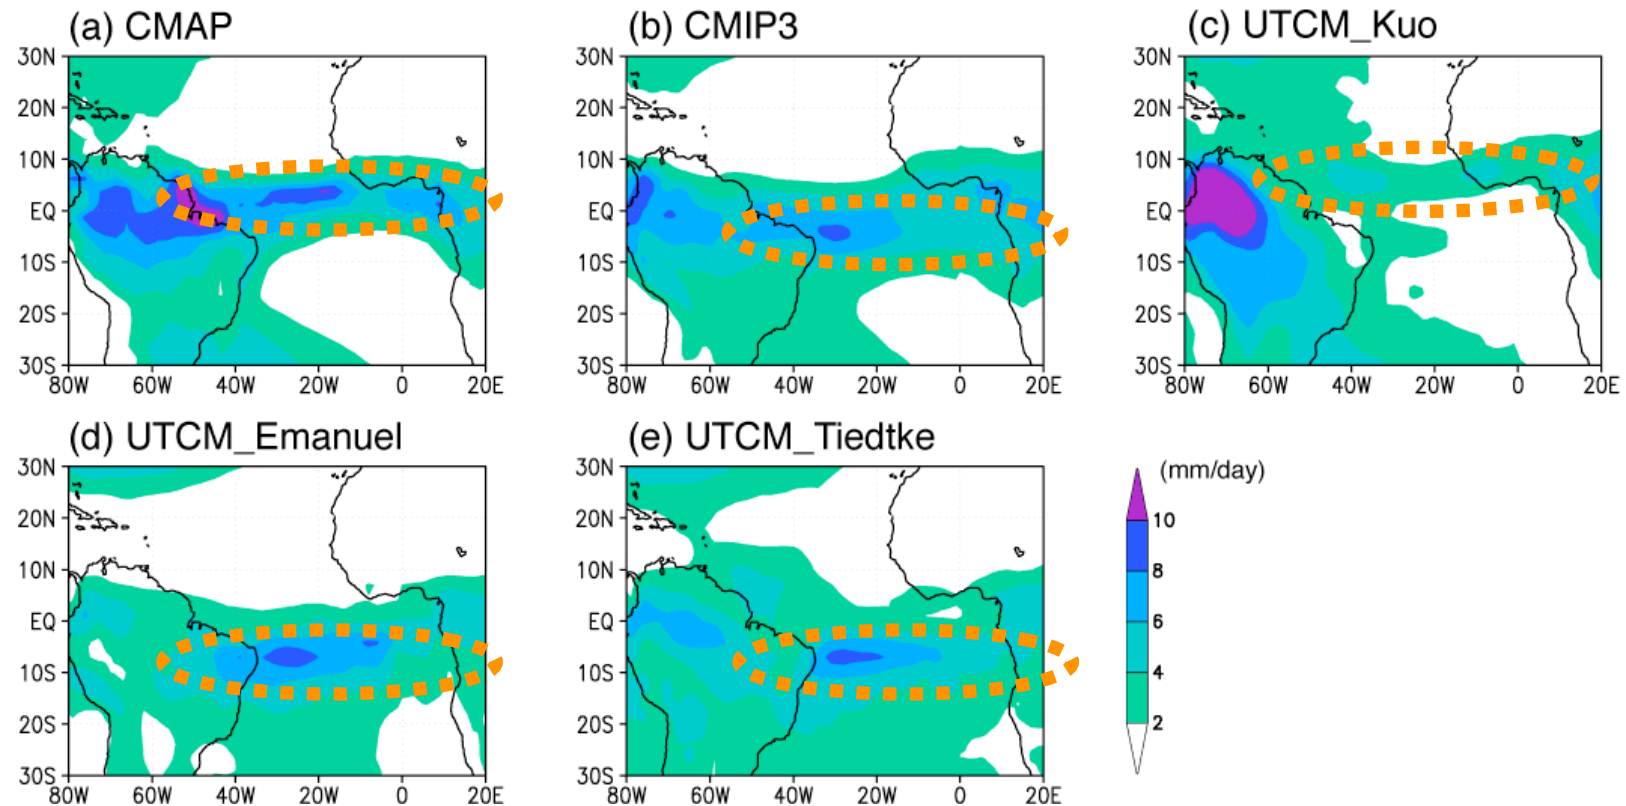 (a) CMAP
(b) CMIP3
(c) UTCM_Kuo
30N
20N
10N
EQ
10S
20S
30S
80W 60W 40W 20W 0 20E
30N
20N
10N
EQ
10S
20S
30S
80W 60W 40W 20W 0 20E
30N
20N
10N
EQ
10S
20S
30S
80W 60W 40W 20W 0 20E
(d) UTCM_Emanuel
(e) UTCM_Tiedtke
30N
20N
10N
EQ
10S
20S
30S
80W 60W 40W 20W 0 20E
30N
20N
10N
EQ
10S
20S
30S
80W 60W 40W 20W 0 20E
(mm/day)
10
8
6
4
2